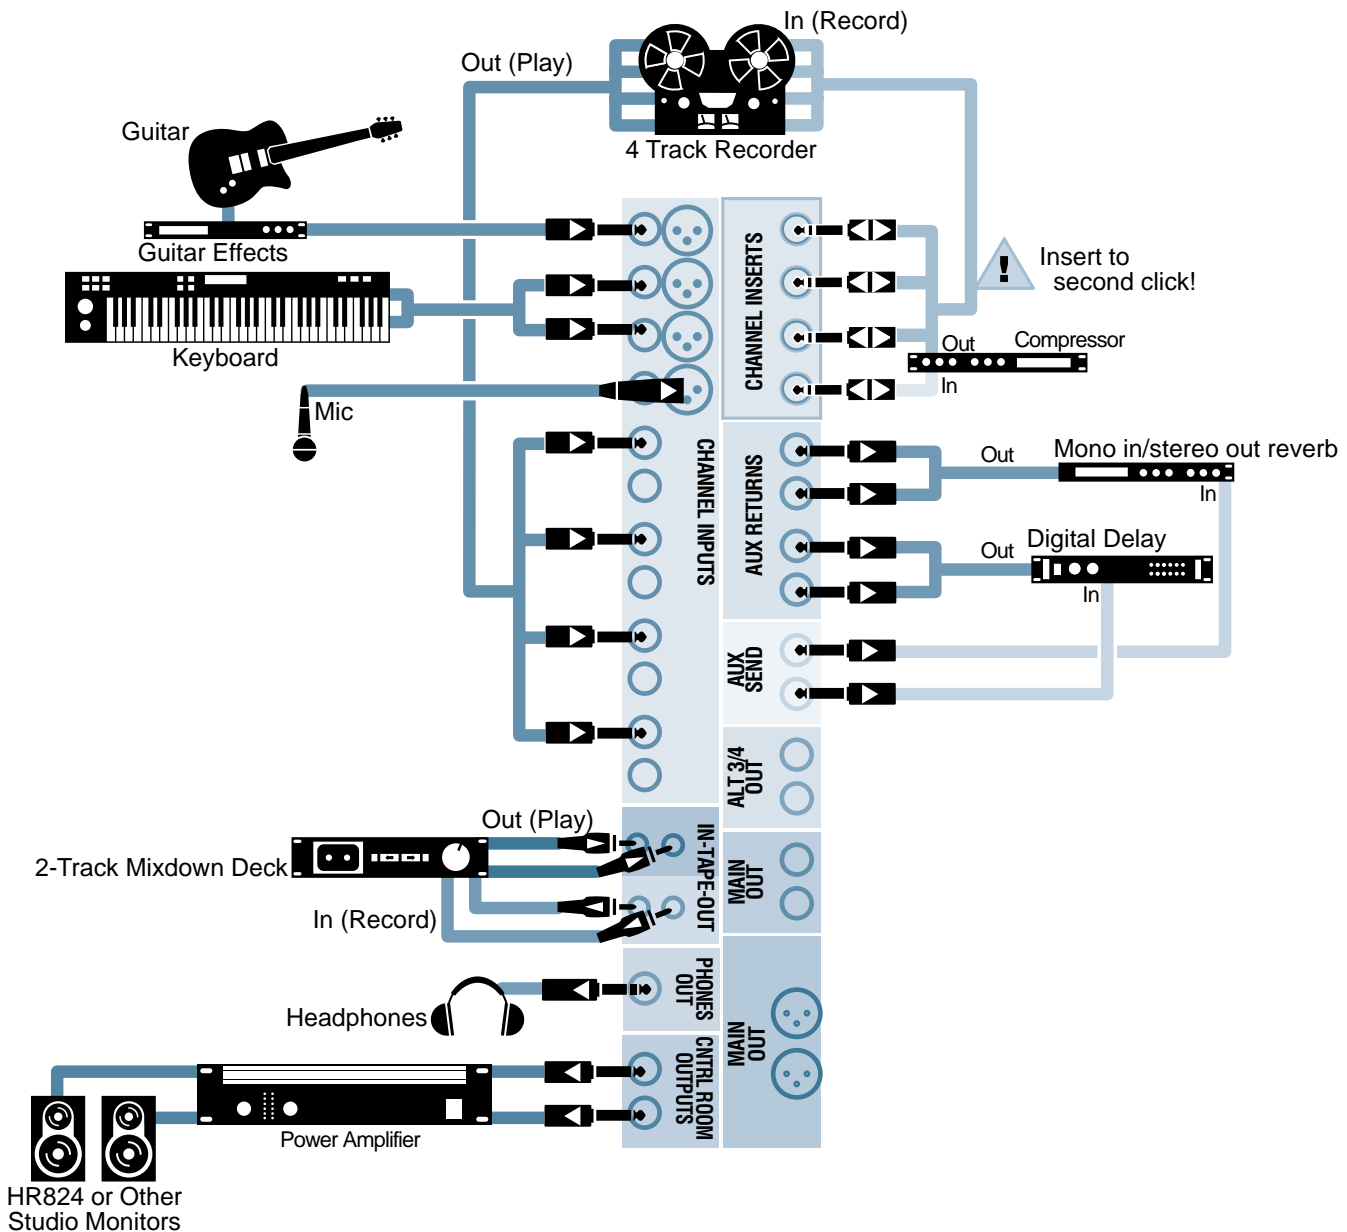 In (Record)
Out (Play)
4 Track Recorder
Guitar
Guitar Effects
Keyboard
Mic
CHANNEL INPUTS
CHANNEL INSERTS
!
Insert to
second click!
Out
Compressor
In
AUX RETURNS
Out
Mono in/stereo out reverb
In
Digital Delay
Out
In
AUX
SEND
ALT 3/4
OUT
Out (Play)
2-Track Mixdown Deck
In (Record)
IN-TAPE-OUT
MAIN
OUT
Headphones
PHONES
OUT
MAIN
OUT
CNTRL ROOM
OUTPUTS
Power Amplifier
HR824 or Other
Studio Monitors